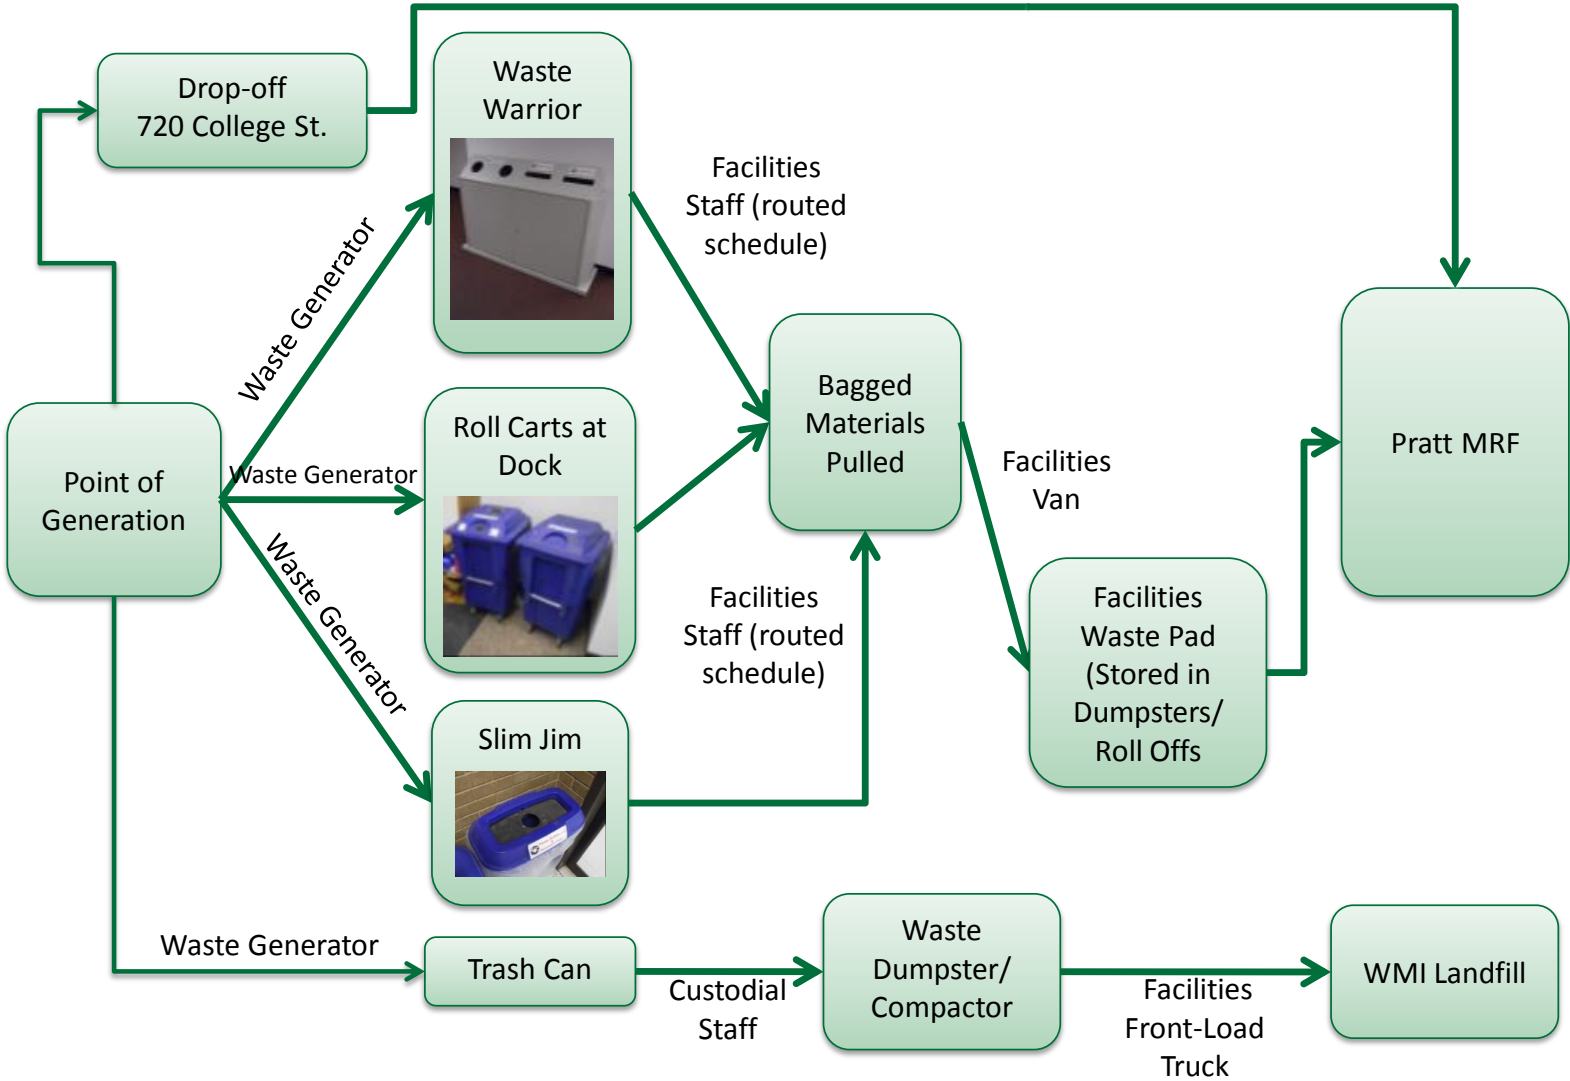 Drop-off
720 College St.
Waste
Warrior
Facilities
Staff (routed
schedule)
Waste Generator
Point of
Generation
Waste Generator
Roll Carts at
Dock
Bagged
Materials
Pulled
Facilities
Van
Pratt MRF
Waste Generator
Slim Jim
Facilities
Staff (routed
schedule)
Facilities
Waste Pad
(Stored in
Dumpsters/
Roll Offs
Waste Generator
Trash Can
Custodial
Staff
Waste
Dumpster/
Compactor
Facilities
Front-Load
Truck
WMI Landfill